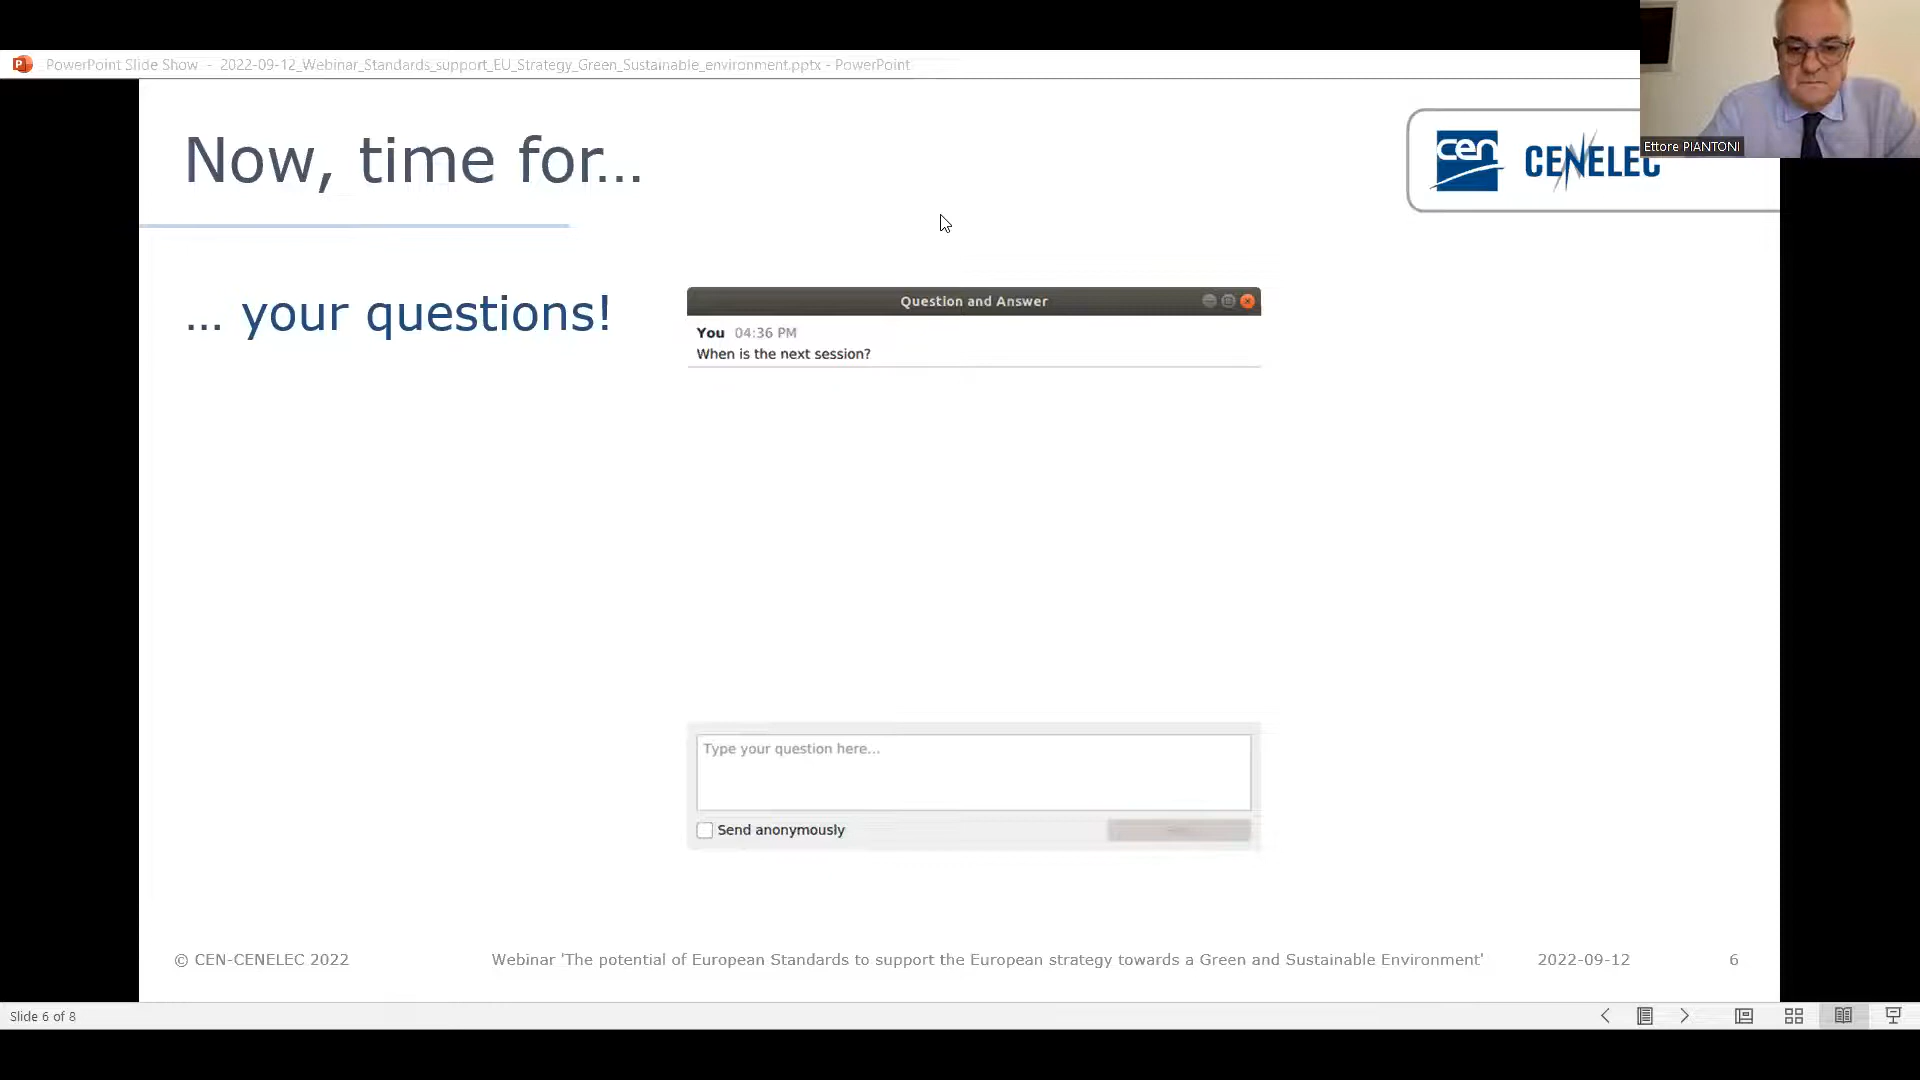 PowerPoint Slide Show - 2022-09-12_Webinar_Standards_support_EU_Strategy_Green_Sustainable_environment.pptx - PowerPoint
Ettore PIANTONI
Now, time for...
cen CENELEC
... your questions!
Question and Answer
You 04:36 PM
When is the next session?
Type your question here...
Send anonymously
© CEN-CENELEC 2022 Webinar 'The potential of European Standards to support the European strategy towards a Green and Sustainable Environment' 2022-09-12 6
Slide 6 of 8